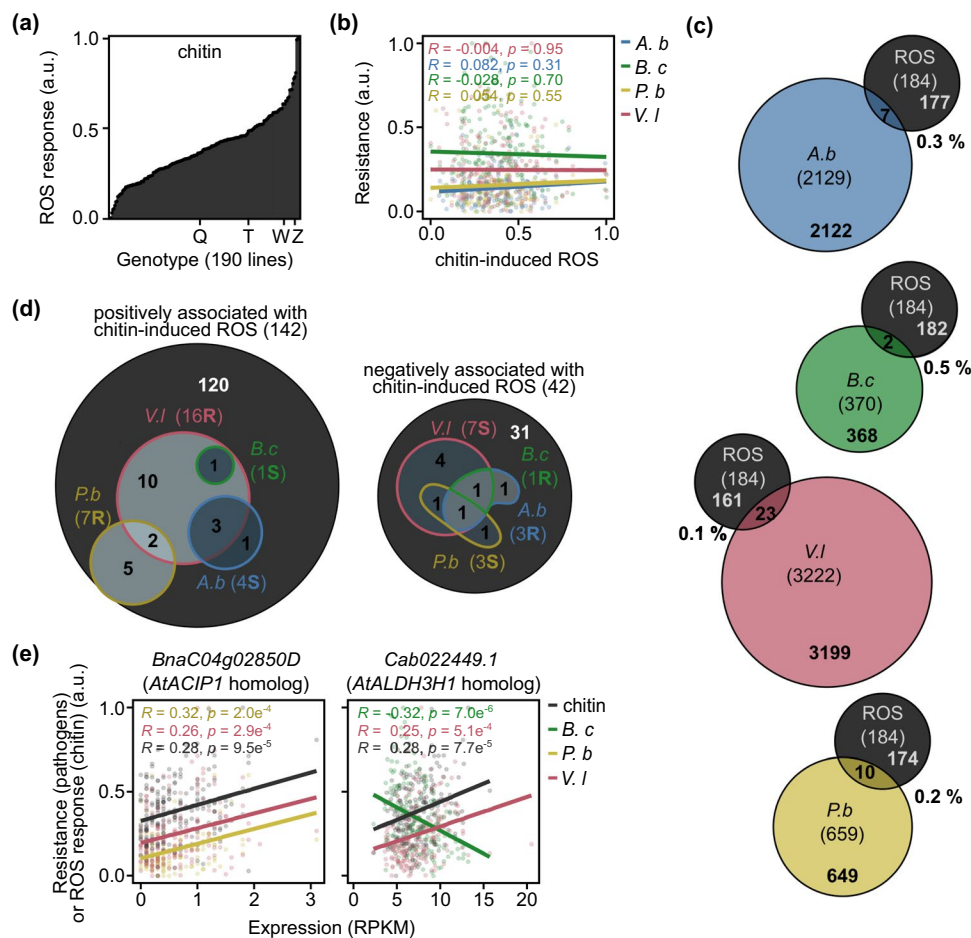 (a)
chitin
ROS response (a.u.)
1.0
0.5
0.0
Q T W Z
Genotype (190 lines)
(b)
Resistance (a.u.)
1.0
0.5
0.0
R = -0.004, p = 0.95
R = 0.082, p = 0.31
R = -0.028, p = 0.70
R = 0.054, p = 0.55
A. b
B. c
P. b
V. l
0.0 0.5 1.0
chitin-induced ROS
(c)
ROS
(184)
177
7
0.3 %
A.b
(2129)
2122
ROS
(184)
182
2
0.5 %
B.c
(370)
368
ROS
(184)
161
23
0.1 %
V.l
(3222)
3199
ROS
(184)
174
10
0.2 %
P.b
(659)
649
(d)
positively associated with
chitin-induced ROS (142)
120
V.l (16R)
B.c
(1S)
1
10
P.b
(7R)
3
1
2
5
A.b (4S)
negatively associated with
chitin-induced ROS (42)
31
V.l (7S)
B.c
(1R)
4
1
1
1
1
1
A.b
(3R)
P.b (3S)
(e)
BnaC04g02850D
(AtACIP1 homolog)
Resistance (pathogens)
or ROS response (chitin) (a.u.)
1.0
0.5
0.0
R = 0.32, p = 2.0e-4
R = 0.26, p = 2.9e-4
R = 0.28, p = 9.5e-5
0 1 2 3
Cab022449.1
(AtALDH3H1 homolog)
R = -0.32, p = 7.0e-6
R = 0.25, p = 5.1e-4
R = 0.28, p = 7.7e-5
0 5 10 15 20
chitin
B. c
P. b
V. l
Expression (RPKM)